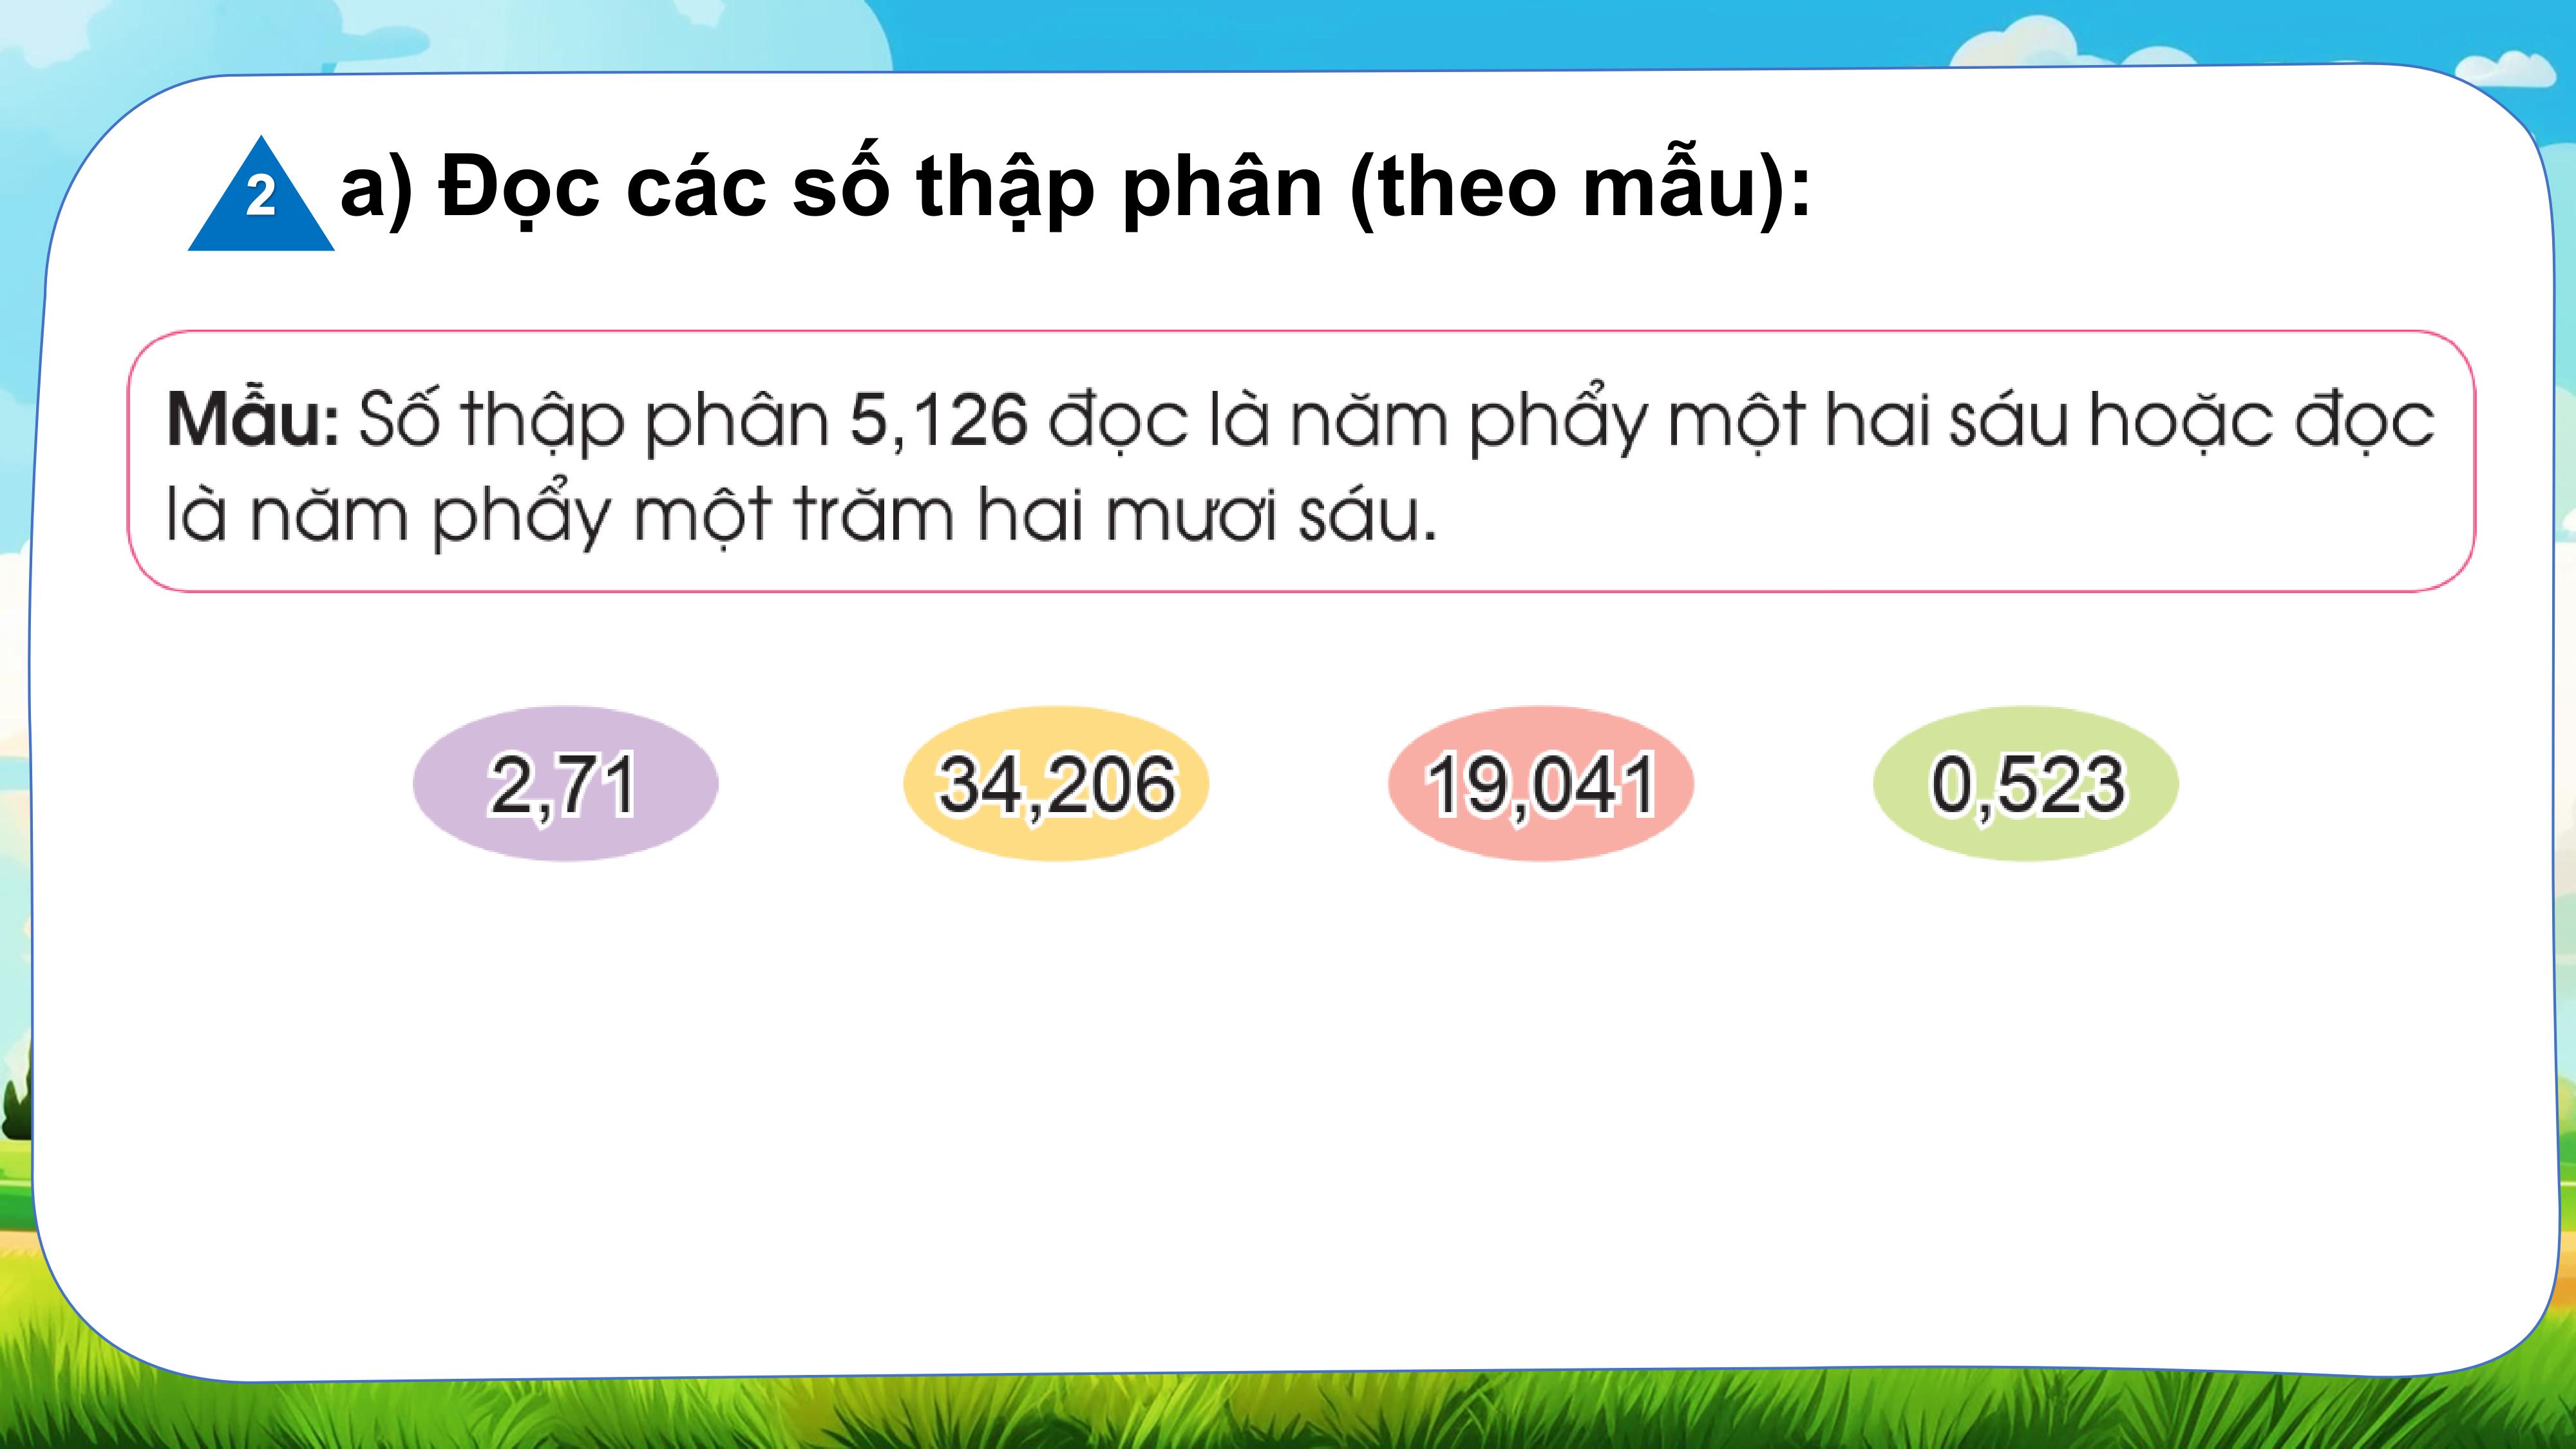 2 a) Đọc các số thập phân (theo mẫu):
Mẫu: Số thập phân 5,126 đọc là năm phẩy một hai sáu hoặc đọc
là năm phẩy một trăm hai mươi sáu.
2,71 34,206 19,041 0,523